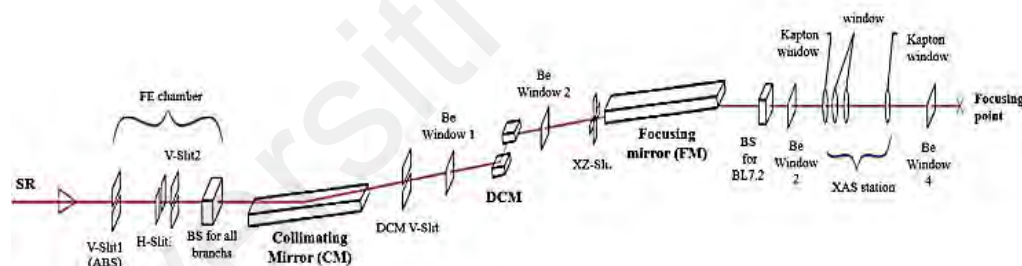 window
Kapton
window
Kapton
window
Be
Window 2
FE chamber
Be
Window 1
V-Slit2
Focusing
point
Focusing
mirror (FM)
XZ-Sli.
BS
for
BL7.2
Be
Window
2
XAS station
Be
Window
4
SR
DCM
V-Slit1
(ABS)
H-Slit
BS for all
branchs
Collimating
Mirror (CM)
DCM V-Slit
versiti